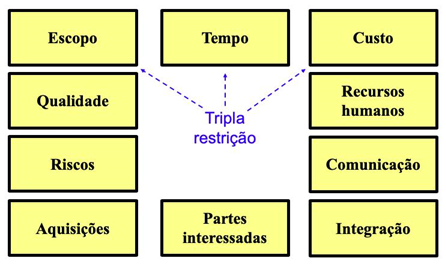 Escopo
Tempo
Custo
Qualidade
Tripla
restrição
Recursos
humanos
Riscos
Comunicação
Aquisições
Partes
interessadas
Integração